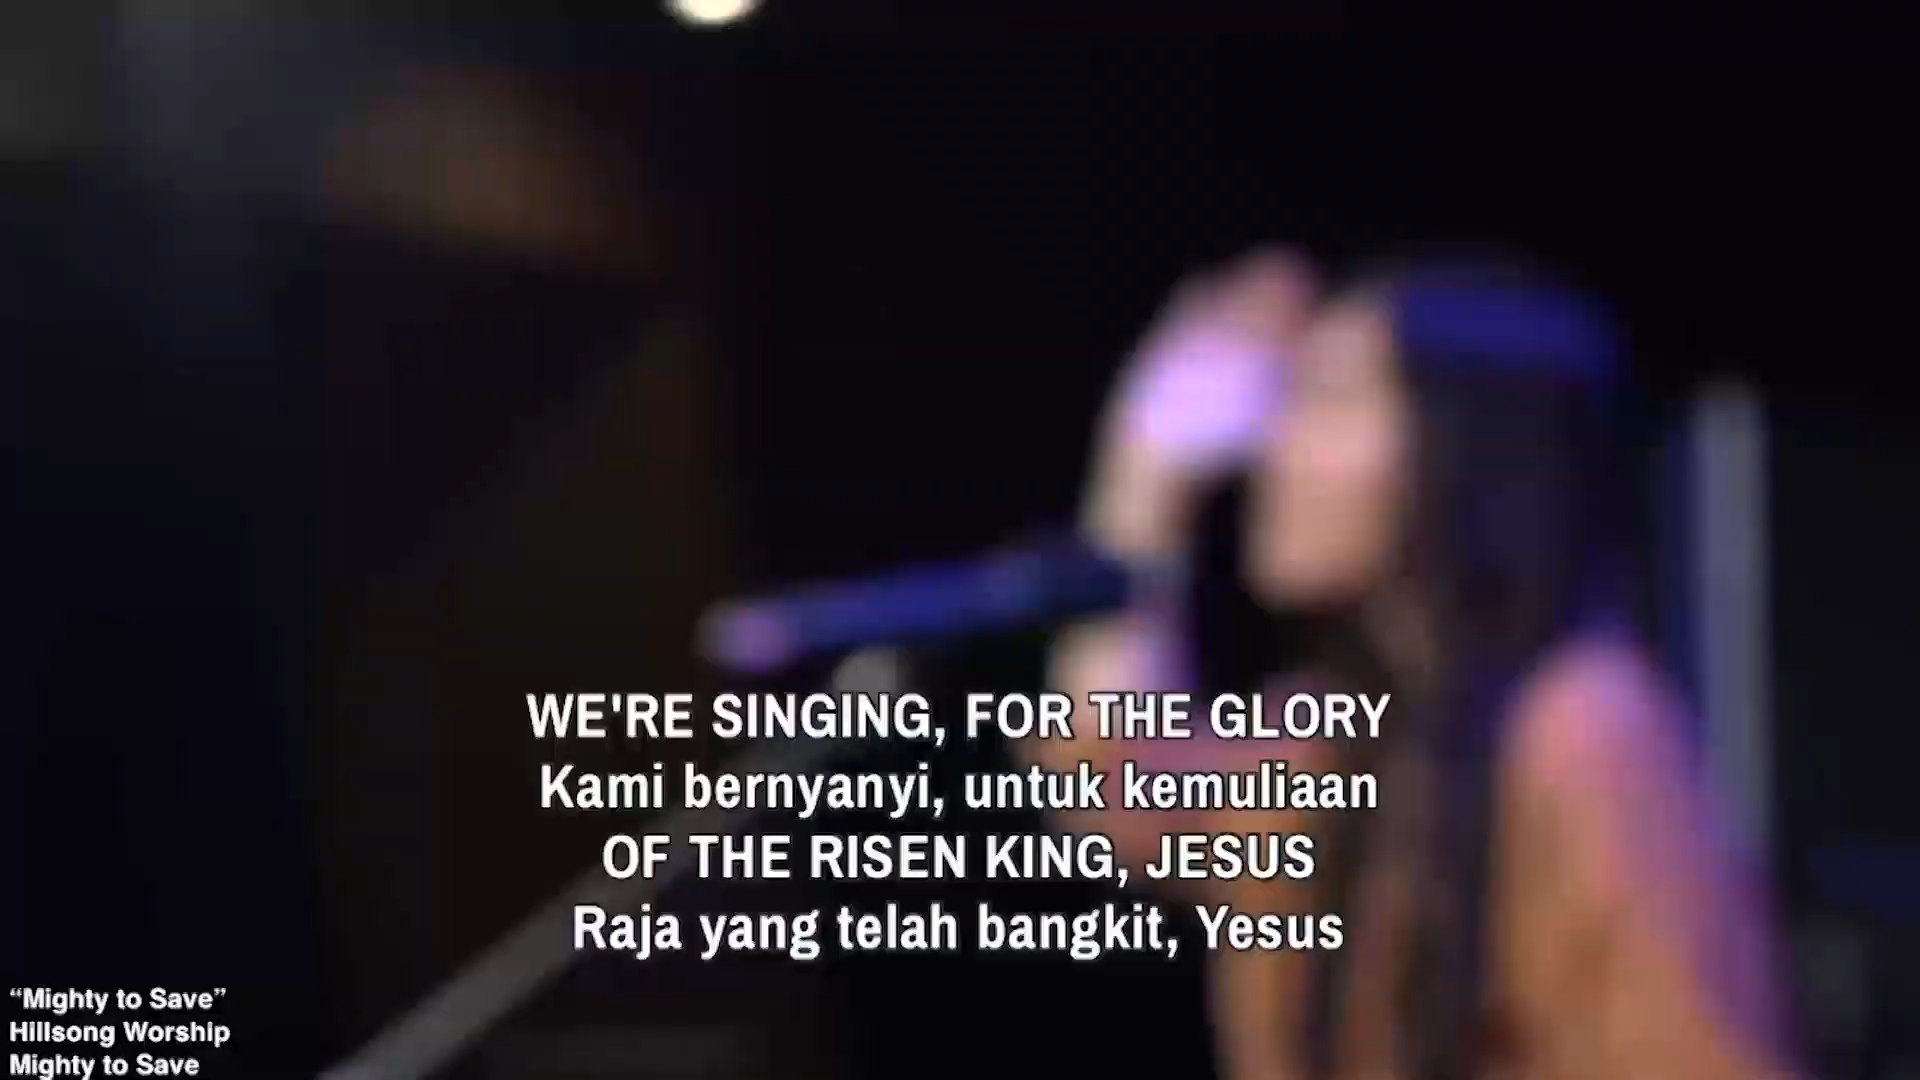 WE'RE SINGING, FOR THE GLORY
Kami bernyanyi, untuk kemuliaan
OF THE RISEN KING, JESUS
Raja yang telah bangkit, Yesus
“Mighty to Save”
Hillsong Worship
Mighty to Save